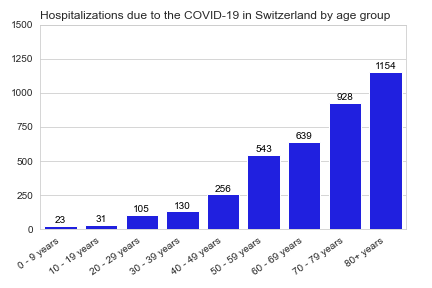 Hospitalizations due to the COVID-19 in Switzerland by age group
1500
1250
1000
750
500
250
0
23
31
105
130
256
543
639
928
1154
0 - 9 years
10 - 19 years
20 - 29 years
30 - 39 years
40 - 49 years
50 - 59 years
60 - 69 years
70 - 79 years
80+ years